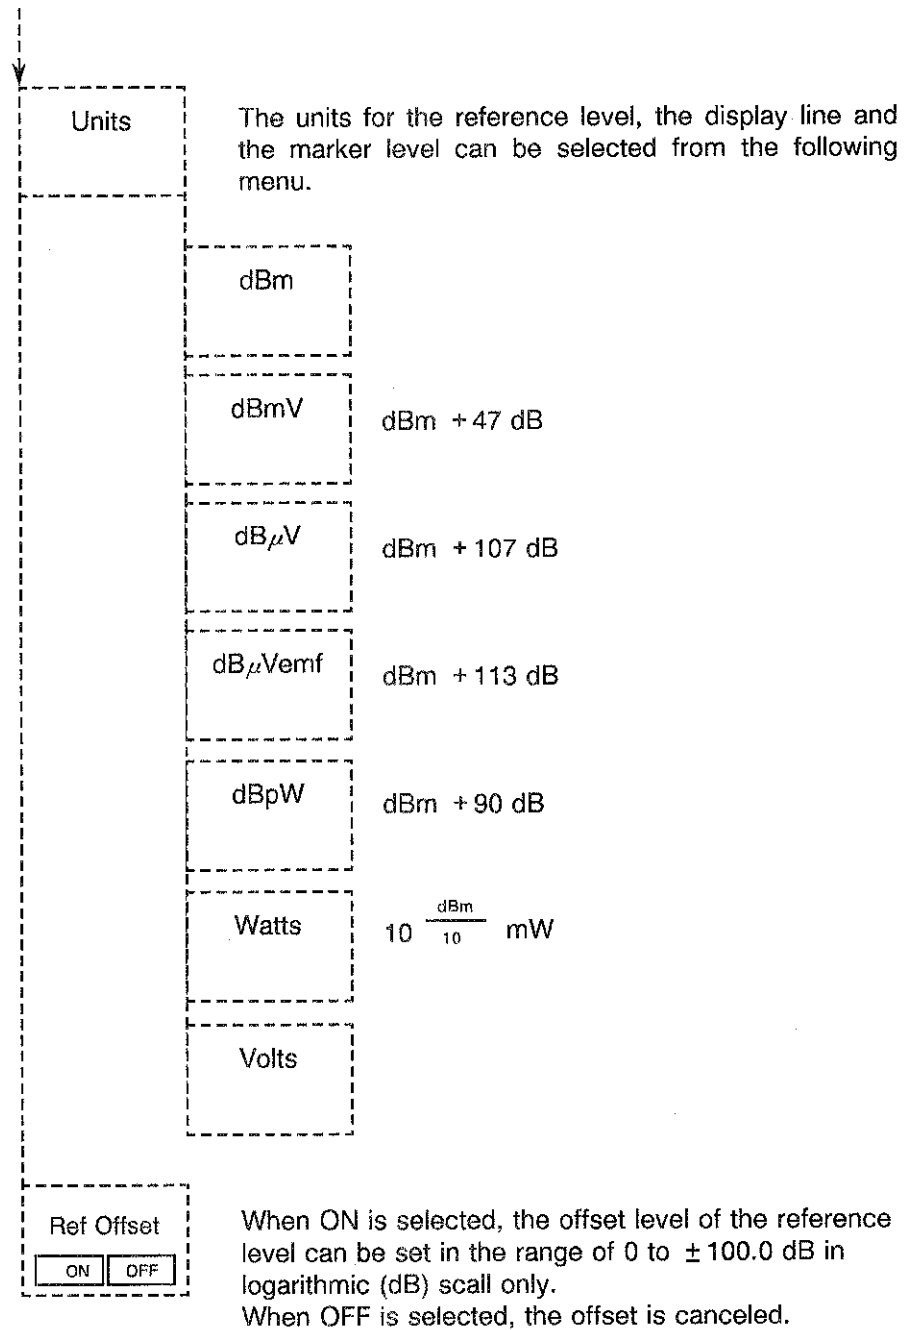 Units
The units for the reference level, the display line and
the marker level can be selected from the following
menu.
dBm
dBmV
dBm +47 dB
dBμV
dBm +107 dB
dBμVemf
dBm +113 dB
dBpW
dBm +90 dB
Watts
10 dBm/10 mW
Volts
Ref Offset
ON OFF
When ON is selected, the offset level of the reference
level can be set in the range of 0 to ±100.0 dB in
logarithmic (dB) scall only.
When OFF is selected, the offset is canceled.